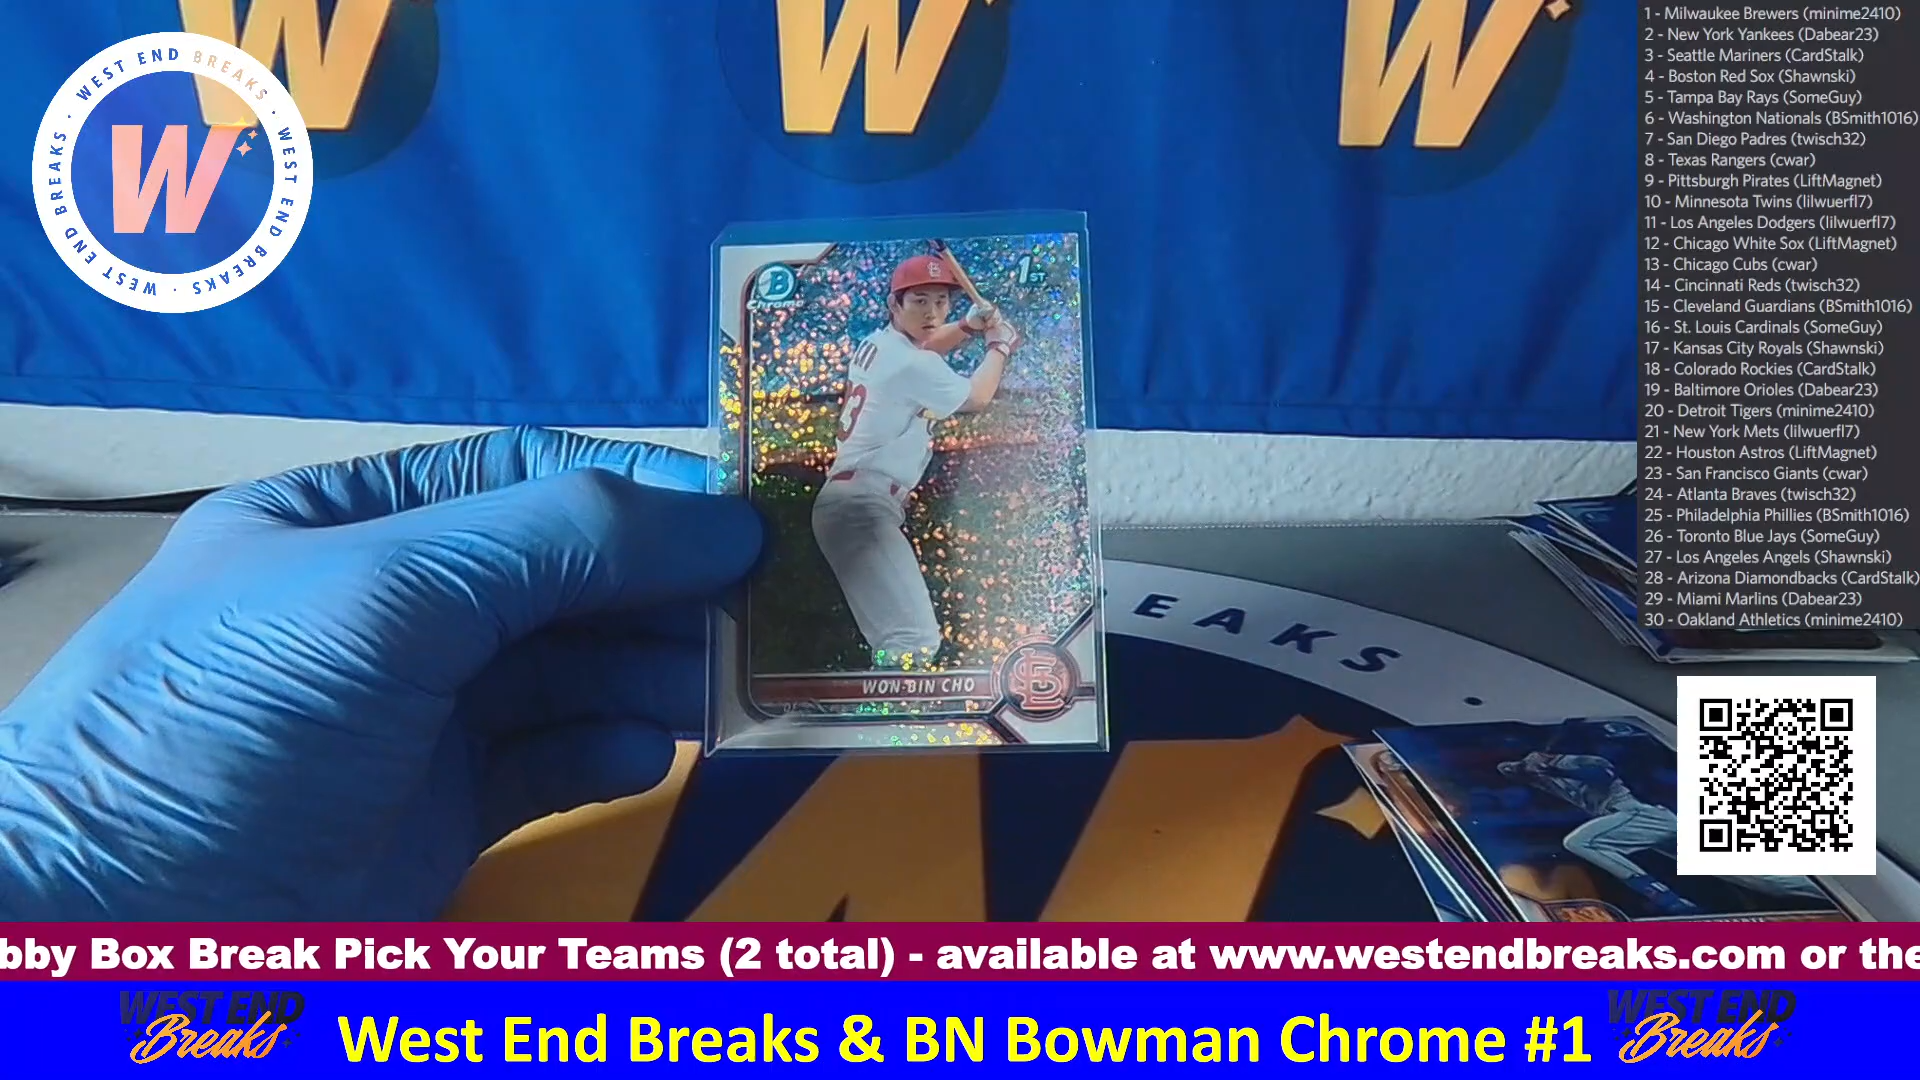 WEST END BREAKS · WEST END BREAKS · WEST END BREAKS ·
W
W
W
W
1 - Milwaukee Brewers (minime2410)
2 - New York Yankees (Dabear23)
3 - Seattle Mariners (CardStalk)
4 - Boston Red Sox (Shawnski)
5 - Tampa Bay Rays (SomeGuy)
6 - Washington Nationals (BSmith1016)
7 - San Diego Padres (twisch32)
8 - Texas Rangers (cwar)
9 - Pittsburgh Pirates (LiftMagnet)
10 - Minnesota Twins (lilwuerfl7)
11 - Los Angeles Dodgers (lilwuerfl7)
12 - Chicago White Sox (LiftMagnet)
13 - Chicago Cubs (cwar)
14 - Cincinnati Reds (twisch32)
15 - Cleveland Guardians (BSmith1016)
16 - St. Louis Cardinals (SomeGuy)
17 - Kansas City Royals (Shawnski)
18 - Colorado Rockies (CardStalk)
19 - Baltimore Orioles (Dabear23)
20 - Detroit Tigers (minime2410)
21 - New York Mets (lilwuerfl7)
22 - Houston Astros (LiftMagnet)
23 - San Francisco Giants (cwar)
24 - Atlanta Braves (twisch32)
25 - Philadelphia Phillies (BSmith1016)
26 - Toronto Blue Jays (SomeGuy)
27 - Los Angeles Angels (Shawnski)
28 - Arizona Diamondbacks (CardStalk)
29 - Miami Marlins (Dabear23)
30 - Oakland Athletics (minime2410)
B
Chrome
1ST
WON-BIN CHO
STL
EAKS ·
bby Box Break Pick Your Teams (2 total) - available at www.westendbreaks.com or the
WEST END
Breaks
West End Breaks & BN Bowman Chrome #1
WEST END
Breaks